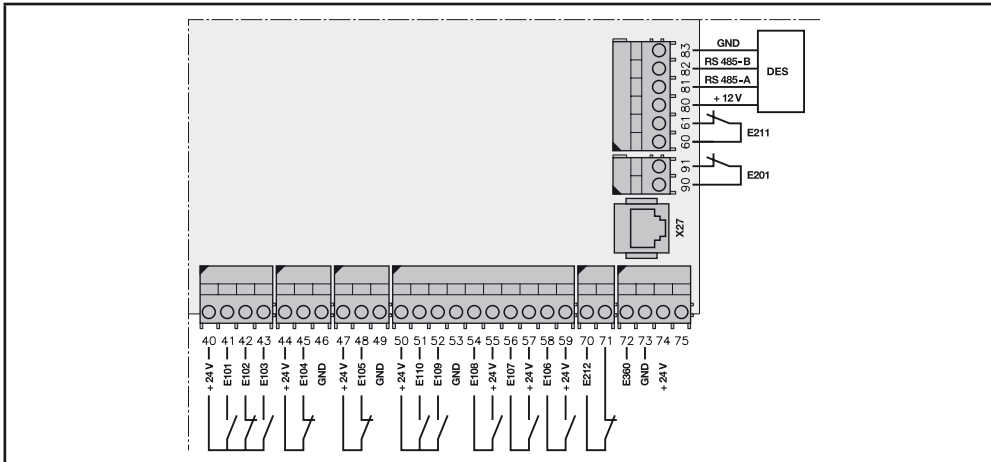 GND
83
RS 485-B
82
DES
RS 485-A
81
+ 12 V
80
61
E211
60
91
E201
90
X27
40 41 42 43 44 45 46 47 48 49 50 51 52 53 54 55 56 57 58 59 70 71 72 73 74 75
+ 24 V
E101
E102
E103
+ 24 V
E104
GND
+ 24 V
E105
GND
+ 24 V
E110
E109
GND
E108
+ 24 V
E107
+ 24 V
E106
+ 24 V
E212
E360
GND
+ 24 V